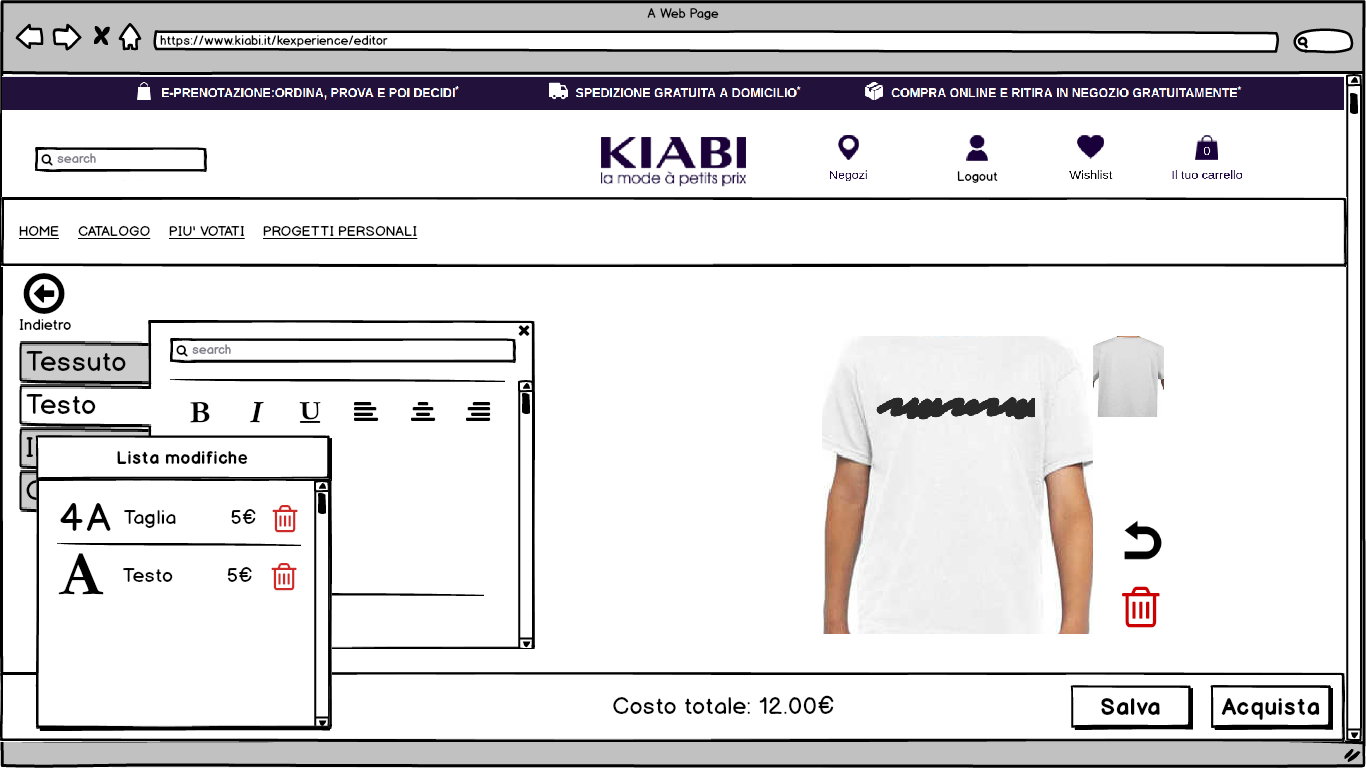 A Web Page
https://www.kiabi.it/kexperience/editor
E-PRENOTAZIONE:ORDINA, PROVA E POI DECIDI*
SPEDIZIONE GRATUITA A DOMICILIO*
COMPRA ONLINE E RITIRA IN NEGOZIO GRATUITAMENTE*
search
KIABI
la mode à petits prix
Negozi
Logout
Wishlist
0
Il tuo carrello
HOME
CATALOGO
PIU' VOTATI
PROGETTI PERSONALI
Indietro
Tessuto
Testo
search
B I U
Lista modifiche
4A Taglia 5€
A Testo 5€
Costo totale: 12.00€
Salva
Acquista